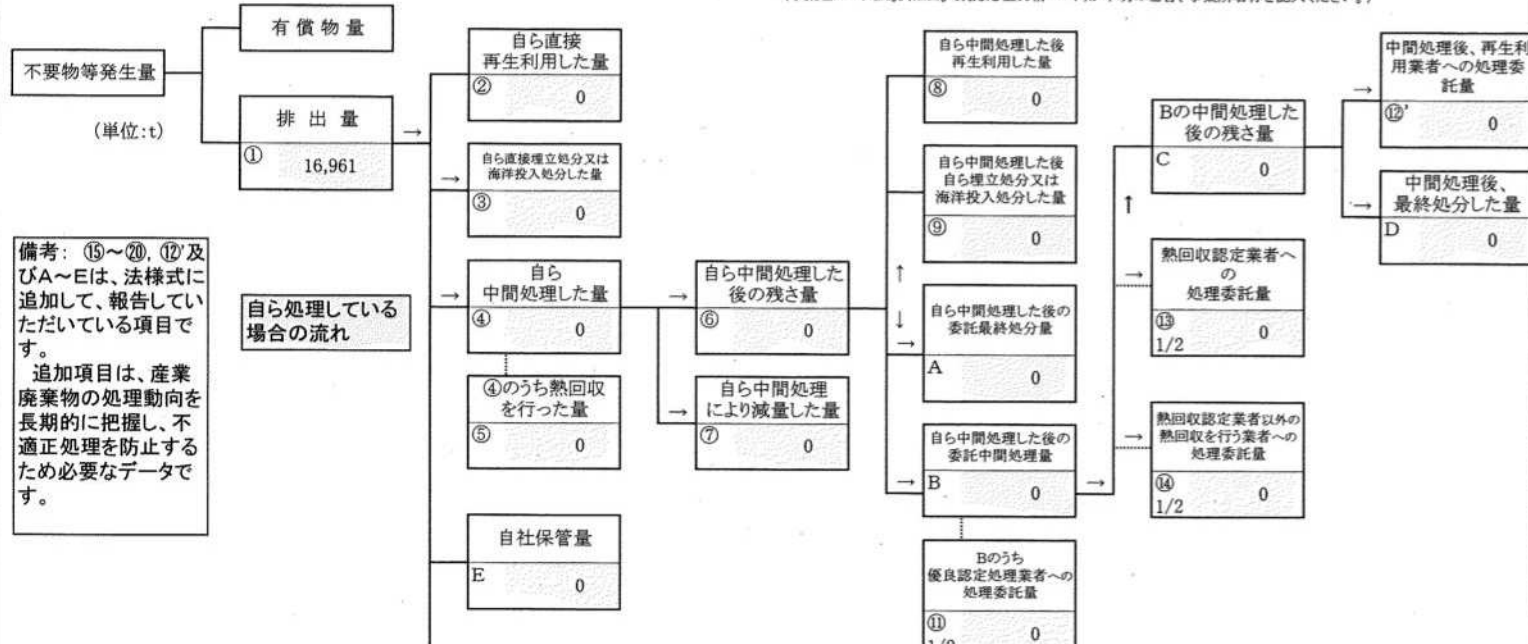 有償物量
不要物等発生量
(単位:t)
排出量
①
16,961
→
備考: ⑮～⑳, ⑫'及
びA～Eは、法様式に
追加して、報告してい
ただいている項目で
す。
追加項目は、産業
廃棄物の処理動向を
長期的に把握し、不
適正処理を防止する
ため必要なデータで
す。
自ら処理している
場合の流れ
自ら直接
再生利用した量
②
0
→
自ら直接埋立処分又は
海洋投入処分した量
③
0
→
自ら
中間処理した量
④
0
④のうち熱回収
を行った量
⑤
0
自社保管量
E
0
→
自ら中間処理した
後の残さ量
⑥
0
→
自ら中間処理
により減量した量
⑦
0
自ら中間処理した後
再生利用した量
⑧
0
自ら中間処理した後
自ら埋立処分又は
海洋投入処分した量
⑨
0
↑
↓
→
自ら中間処理した後の
委託最終処分量
A
0
→
自ら中間処理した後の
委託中間処理量
B
0
Bのうち
優良認定処理業者への
処理委託量
⑪
0
→
↑
Bの中間処理した
後の残さ量
C
0
→
熱回収認定業者へ
の
処理委託量
⑬
1/2
0
→
熱回収認定業者以外の
熱回収を行う業者への
処理委託量
⑭
1/2
0
→
中間処理後、再生利
用業者への処理委
託量
⑫'
0
→
中間処理後、
最終処分した量
D
0